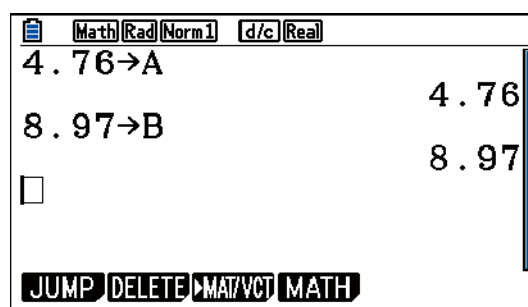 Math Rad Norm1 d/c Real
4.76→A
4.76
8.97→B
8.97
JUMP DELETE ►MAT/VCT MATH